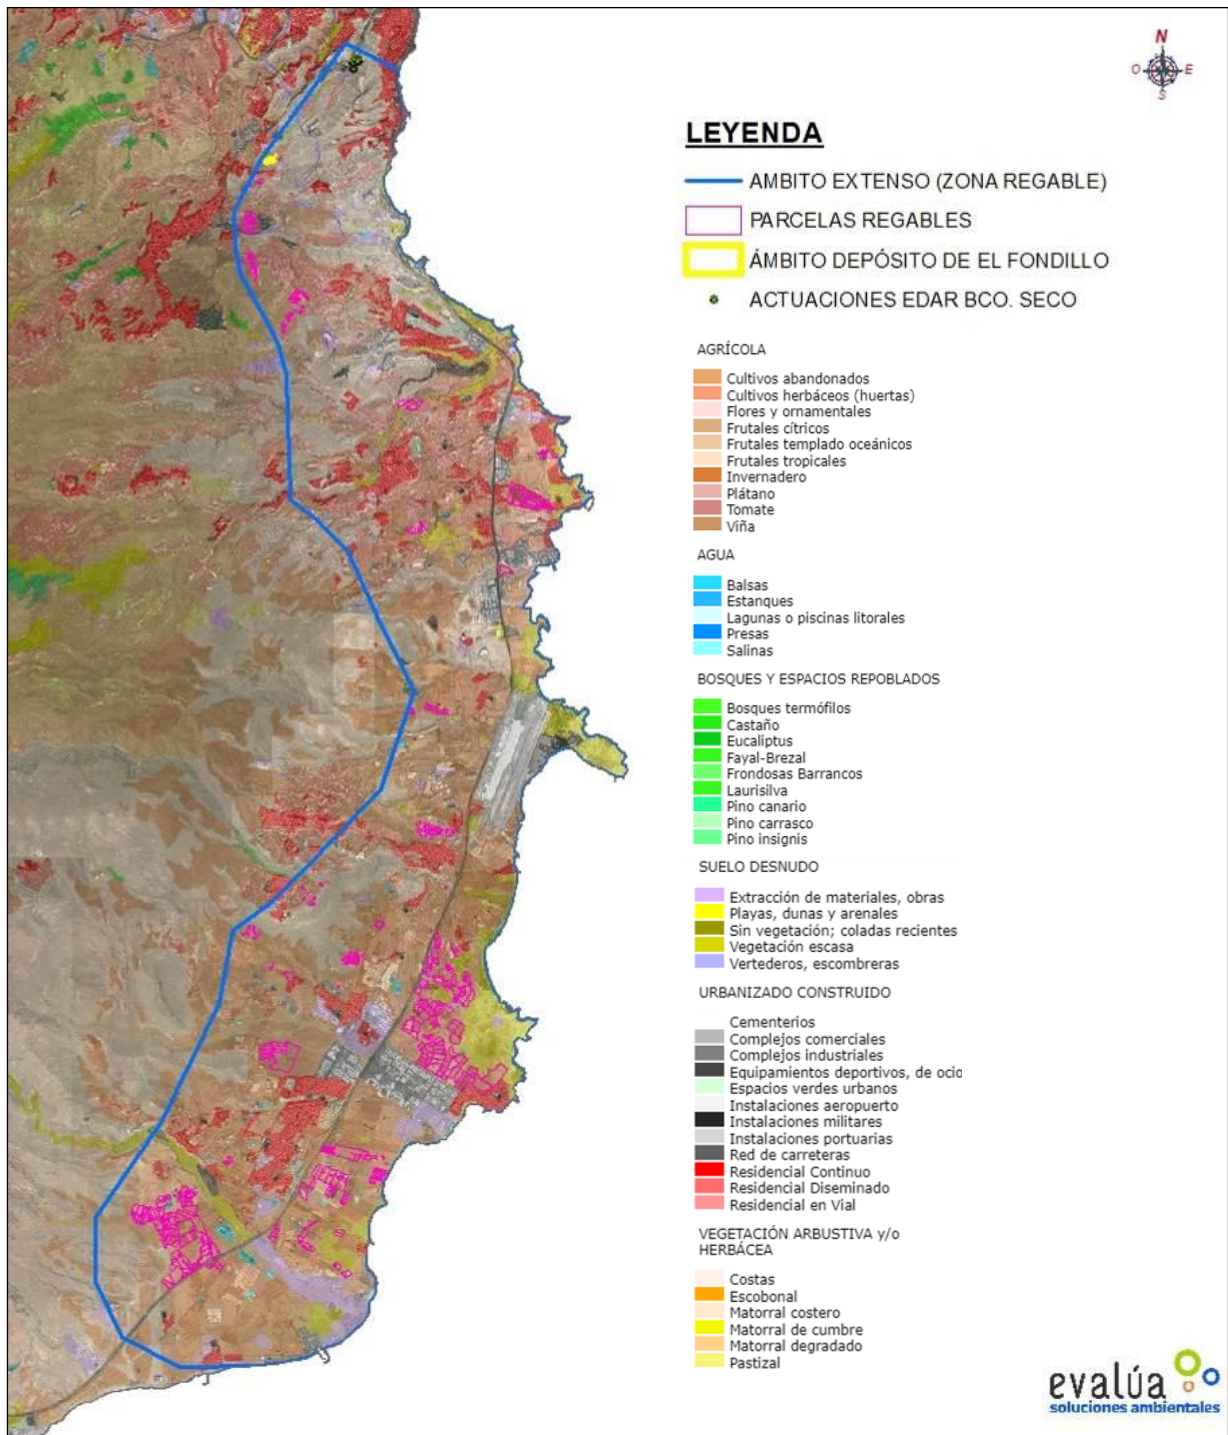 N
O
E
S
LEYENDA
AMBITO EXTENSO (ZONA REGABLE)
PARCELAS REGABLES
ÁMBITO DEPÓSITO DE EL FONDILLO
ACTUACIONES EDAR BCO. SECO
AGRÍCOLA
Cultivos abandonados
Cultivos herbáceos (huertas)
Flores y ornamentales
Frutales cítricos
Frutales templado oceánicos
Frutales tropicales
Invernadero
Plátano
Tomate
Viña
AGUA
Balsas
Estanques
Lagunas o piscinas litorales
Presas
Salinas
BOSQUES Y ESPACIOS REPOBLADOS
Bosques termófilos
Castaño
Eucaliptus
Fayal-Brezal
Frondosas Barrancos
Laurisilva
Pino canario
Pino carrasco
Pino insignis
SUELO DESNUDO
Extracción de materiales, obras
Playas, dunas y arenales
Sin vegetación; coladas recientes
Vegetación escasa
Vertederos, escombreras
URBANIZADO CONSTRUIDO
Cementerios
Complejos comerciales
Complejos industriales
Equipamientos deportivos, de ocio
Espacios verdes urbanos
Instalaciones aeropuerto
Instalaciones militares
Instalaciones portuarias
Red de carreteras
Residencial Continuo
Residencial Diseminado
Residencial en Vial
VEGETACIÓN ARBUSTIVA y/o
HERBÁCEA
Costas
Escobonal
Matorral costero
Matorral de cumbre
Matorral degradado
Pastizal
evalúa
soluciones ambientales